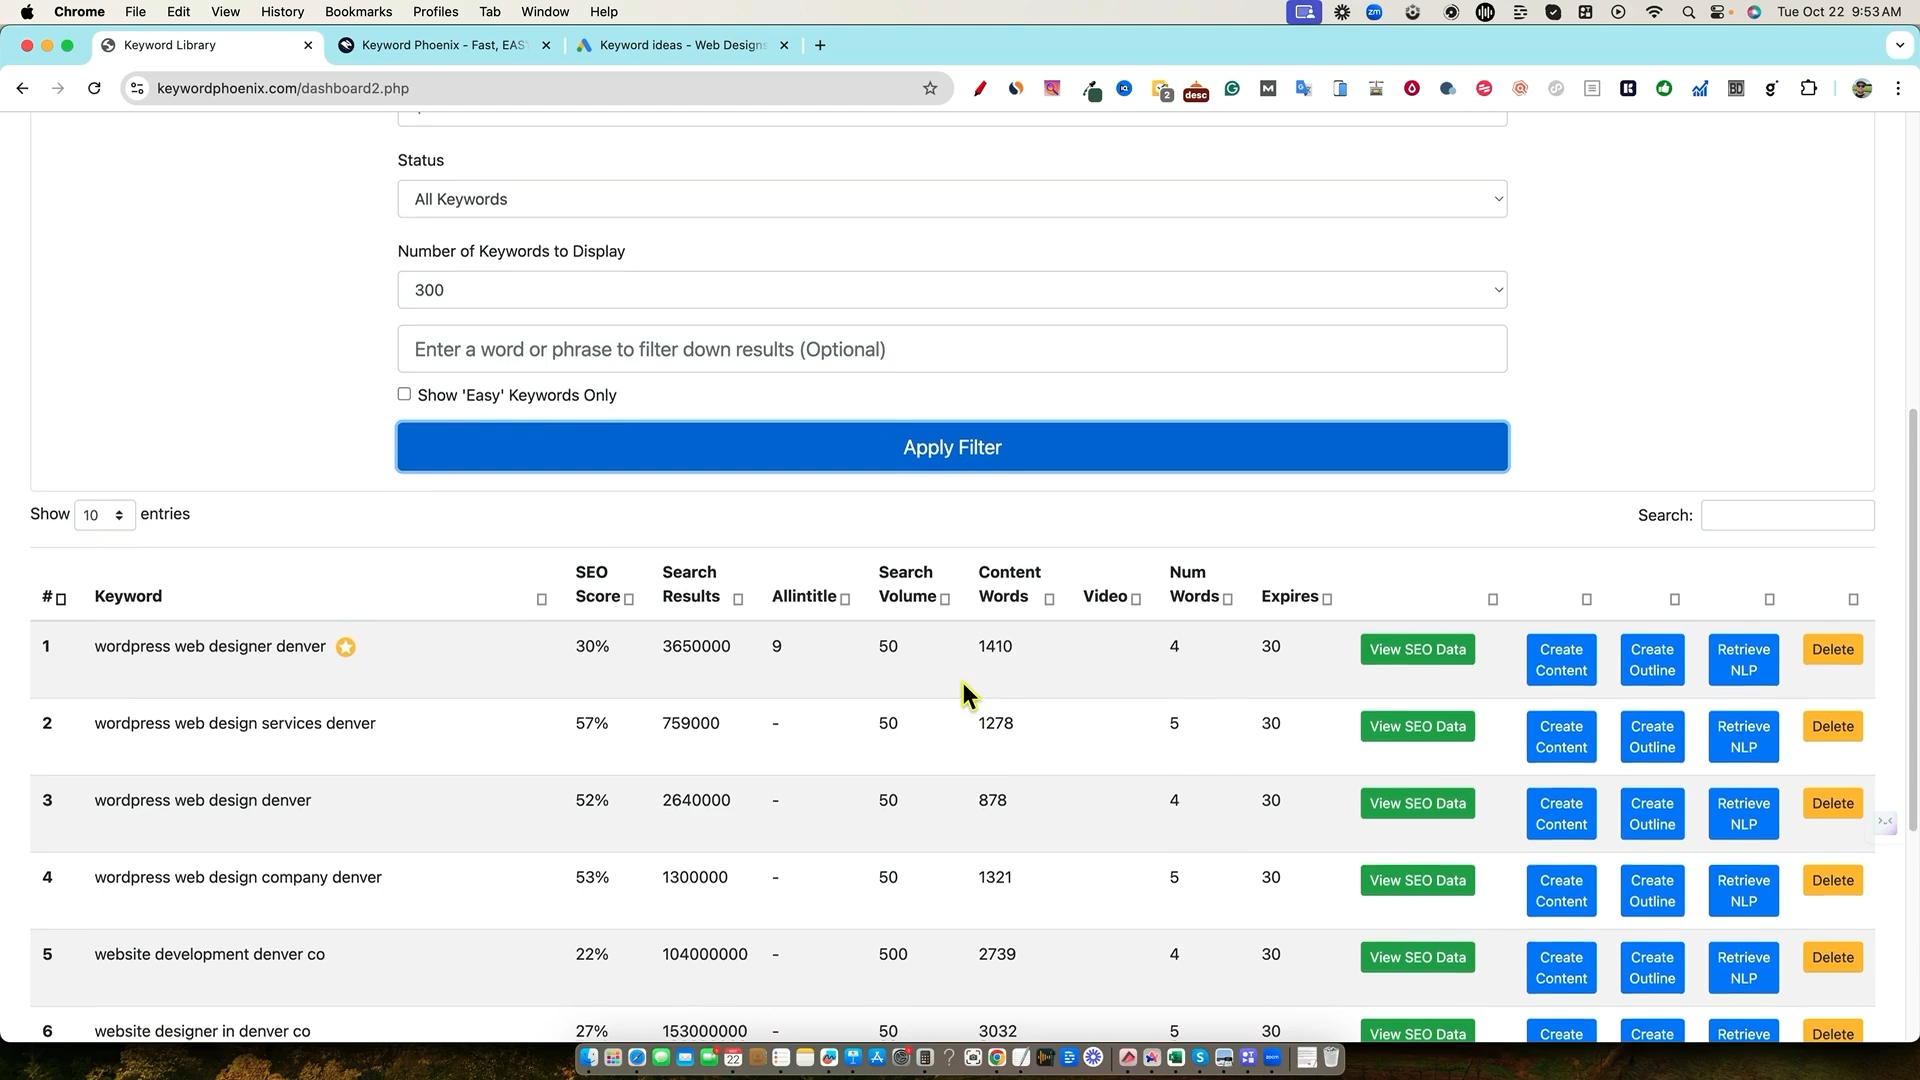 Chrome File Edit View History Bookmarks Profiles Tab Window Help zm Tue Oct 22 9:53 AM
Keyword Library Keyword Phoenix - Fast, EAS Keyword ideas - Web Designs
keywordphoenix.com/dashboard2.php
2 desc BD
Status
All Keywords
Number of Keywords to Display
300
Enter a word or phrase to filter down results (Optional)
Show 'Easy' Keywords Only
Apply Filter
Show 10 entries Search:
# Keyword SEO Score Search Results Allintitle Search Volume Content Words Video Num Words Expires
1 wordpress web designer denver 30% 3650000 9 50 1410 4 30 View SEO Data Create Content Create Outline Retrieve NLP Delete
2 wordpress web design services denver 57% 759000 - 50 1278 5 30 View SEO Data Create Content Create Outline Retrieve NLP Delete
3 wordpress web design denver 52% 2640000 - 50 878 4 30 View SEO Data Create Content Create Outline Retrieve NLP Delete
4 wordpress web design company denver 53% 1300000 - 50 1321 5 30 View SEO Data Create Content Create Outline Retrieve NLP Delete
5 website development denver co 22% 104000000 - 500 2739 4 30 View SEO Data Create Content Create Outline Retrieve NLP Delete
6 website designer in denver co 27% 153000000 - 50 3032 5 30 View SEO Data Create Create Retrieve Delete
22